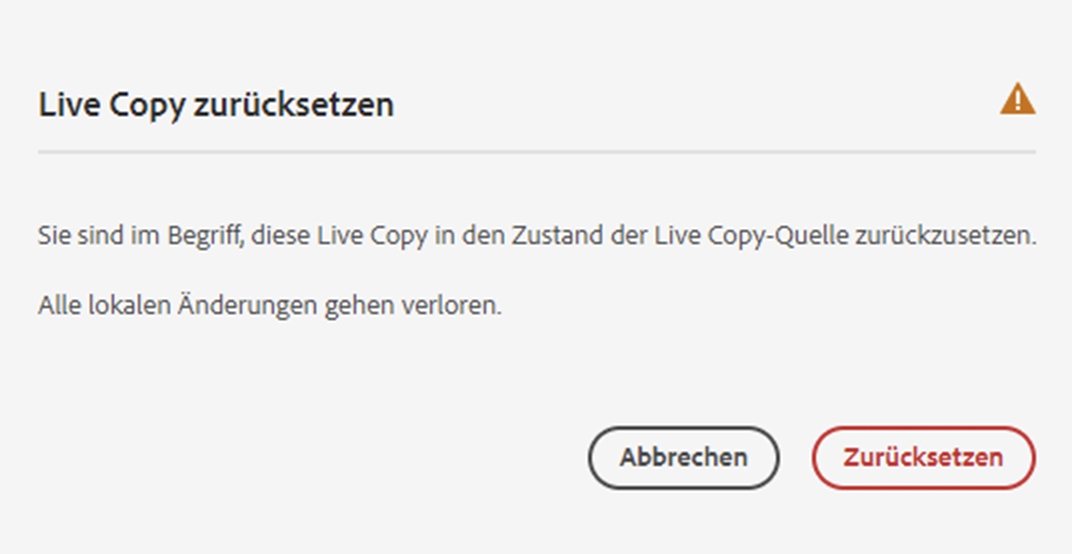 Live Copy zurücksetzen
Sie sind im Begriff, diese Live Copy in den Zustand der Live Copy-Quelle zurückzusetzen.
Alle lokalen Änderungen gehen verloren.
Abbrechen
Zurücksetzen